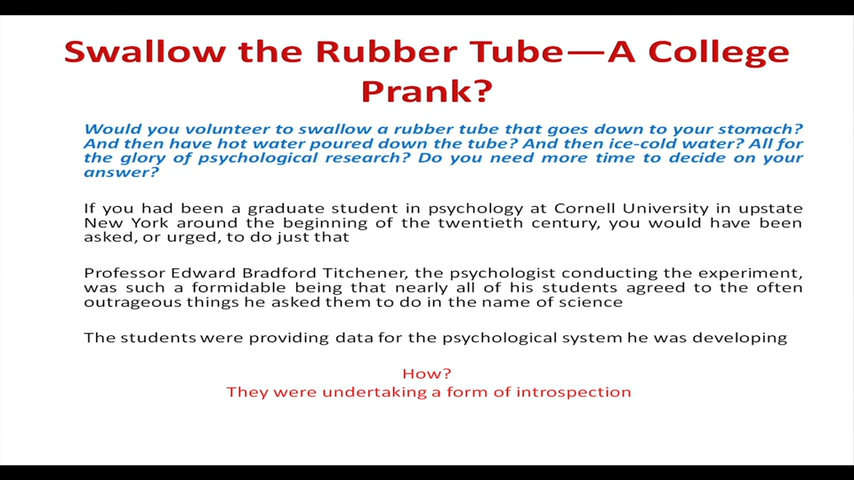 Swallow the Rubber Tube—A College
Prank?
Would you volunteer to swallow a rubber tube that goes down to your stomach?
And then have hot water poured down the tube? And then ice-cold water? All for
the glory of psychological research? Do you need more time to decide on your
answer?
If you had been a graduate student in psychology at Cornell University in upstate
New York around the beginning of the twentieth century, you would have been
asked, or urged, to do just that
Professor Edward Bradford Titchener, the psychologist conducting the experiment,
was such a formidable being that nearly all of his students agreed to the often
outrageous things he asked them to do in the name of science
The students were providing data for the psychological system he was developing
How?
They were undertaking a form of introspection